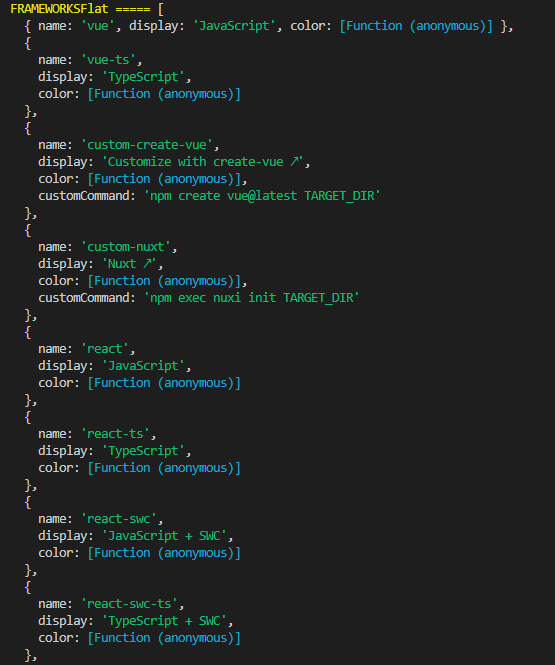 FRAMEWORKSFlat ===== [
  { name: 'vue', display: 'JavaScript', color: [Function (anonymous)] },
  {
    name: 'vue-ts',
    display: 'TypeScript',
    color: [Function (anonymous)]
  },
  {
    name: 'custom-create-vue',
    display: 'Customize with create-vue ↗',
    color: [Function (anonymous)],
    customCommand: 'npm create vue@latest TARGET_DIR'
  },
  {
    name: 'custom-nuxt',
    display: 'Nuxt ↗',
    color: [Function (anonymous)],
    customCommand: 'npm exec nuxi init TARGET_DIR'
  },
  {
    name: 'react',
    display: 'JavaScript',
    color: [Function (anonymous)]
  },
  {
    name: 'react-ts',
    display: 'TypeScript',
    color: [Function (anonymous)]
  },
  {
    name: 'react-swc',
    display: 'JavaScript + SWC',
    color: [Function (anonymous)]
  },
  {
    name: 'react-swc-ts',
    display: 'TypeScript + SWC',
    color: [Function (anonymous)]
  },